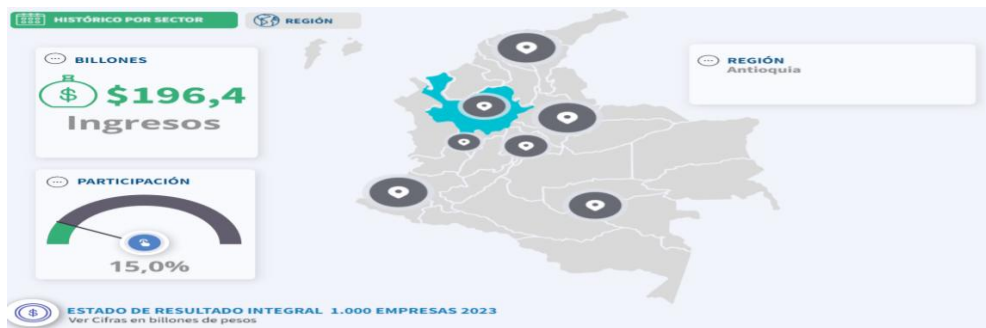 HISTÓRICO POR SECTOR
REGIÓN
BILLONES
$196,4
Ingresos
REGIÓN
Antioquia
PARTICIPACIÓN
15,0%
ESTADO DE RESULTADO INTEGRAL 1.000 EMPRESAS 2023
Ver Cifras en billones de pesos